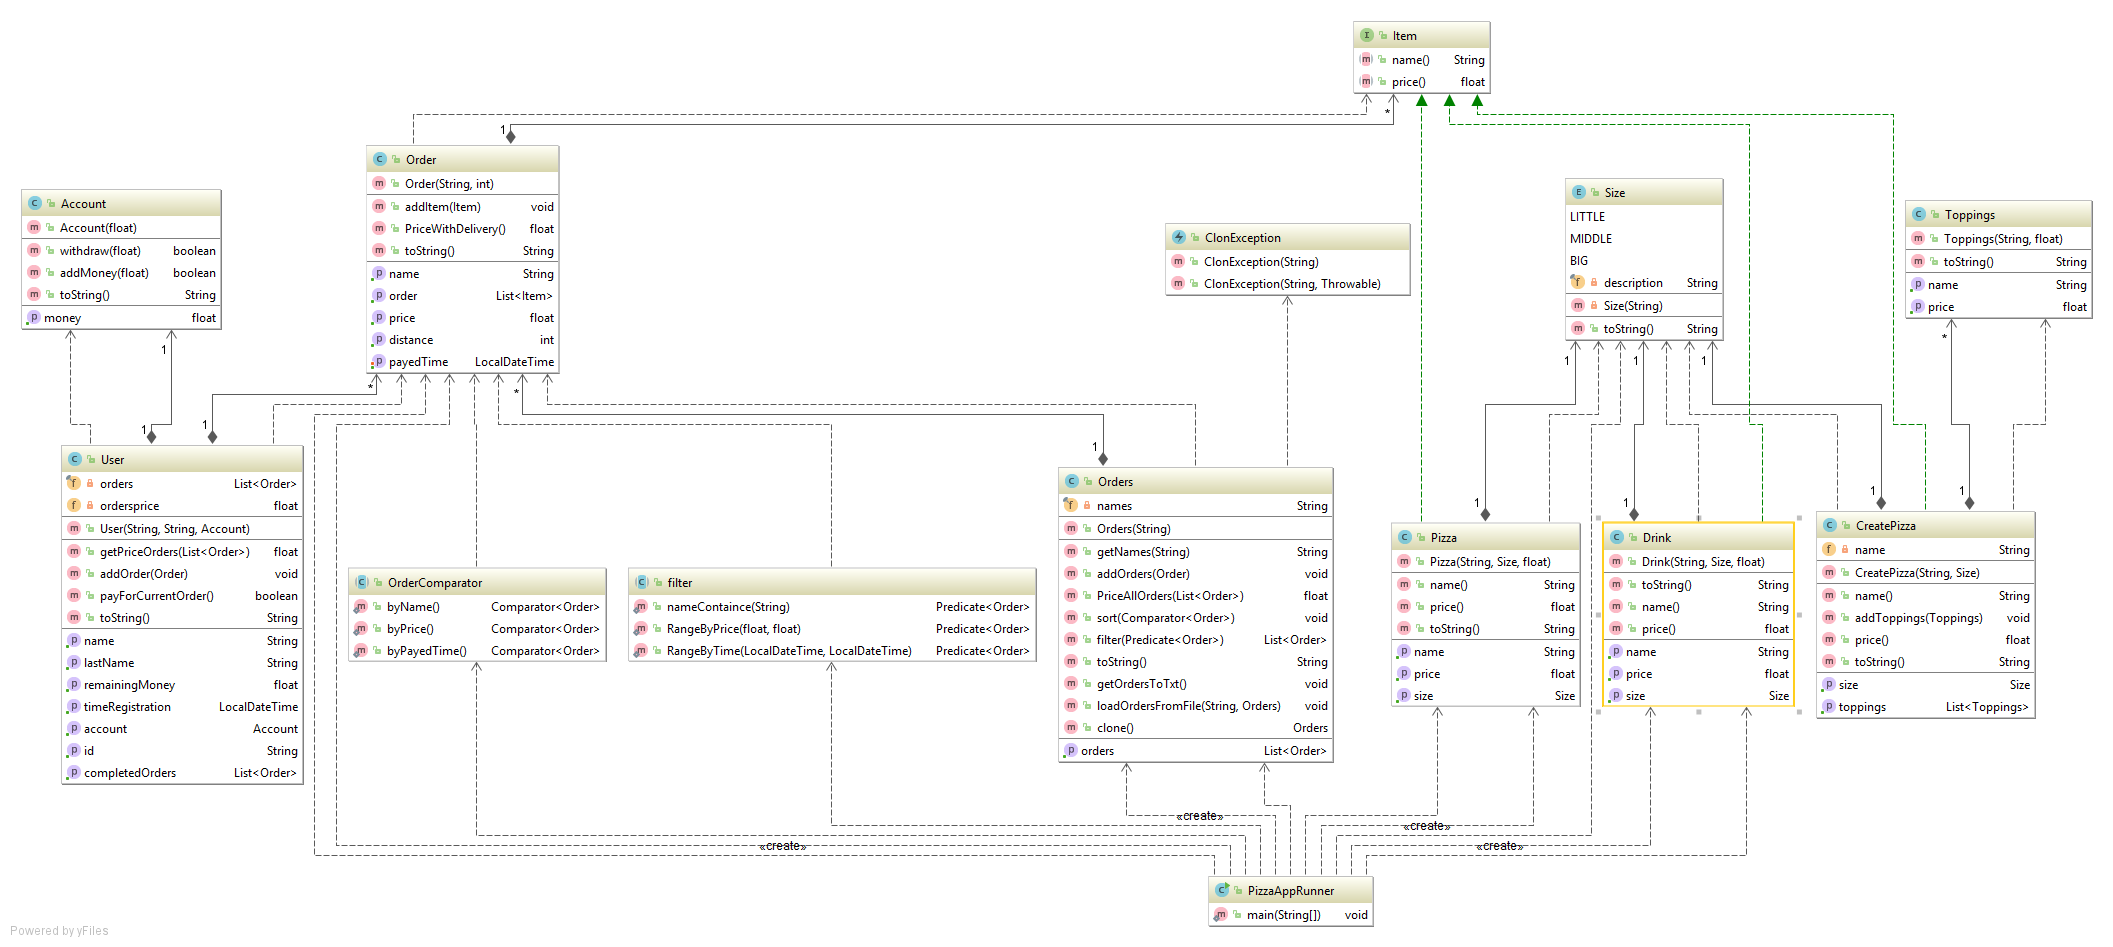 Item
name() String
price() float
Order
Order(String, int)
addItem(Item) void
PriceWithDelivery() float
toString() String
name String
order List<Item>
price float
distance int
payedTime LocalDateTime
Account
Account(float)
withdraw(float) boolean
addMoney(float) boolean
toString() String
money float
ClonException
ClonException(String)
ClonException(String, Throwable)
Size
LITTLE
MIDDLE
BIG
description String
Size(String)
toString() String
Toppings
Toppings(String, float)
toString() String
name String
price float
User
orders List<Order>
ordersprice float
User(String, String, Account)
getPriceOrders(List<Order>) float
addOrder(Order) void
payForCurrentOrder() boolean
toString() String
name String
lastName String
remainingMoney float
timeRegistration LocalDateTime
account Account
id String
completedOrders List<Order>
OrderComparator
byName() Comparator<Order>
byPrice() Comparator<Order>
byPayedTime() Comparator<Order>
filter
nameContaince(String) Predicate<Order>
RangeByPrice(float, float) Predicate<Order>
RangeByTime(LocalDateTime, LocalDateTime) Predicate<Order>
Orders
names String
Orders(String)
getNames(String) String
addOrders(Order) void
PriceAllOrders(List<Order>) float
sort(Comparator<Order>) void
filter(Predicate<Order>) List<Order>
toString() String
getOrdersToTxt() void
loadOrdersFromFile(String, Orders) void
clone() Orders
orders List<Order>
Pizza
Pizza(String, Size, float)
name() String
price() float
toString() String
name String
price float
size Size
Drink
Drink(String, Size, float)
toString() String
name() String
price() float
name String
price float
size Size
CreatePizza
name String
CreatePizza(String, Size)
name() String
addToppings(Toppings) void
price() float
toString() String
size Size
toppings List<Toppings>
«create»
«create»
«create»
«create»
PizzaAppRunner
main(String[]) void
1
*
1
1
1
*
1
*
1
1
1
1
1
1
1
*
1
Powered by yFiles